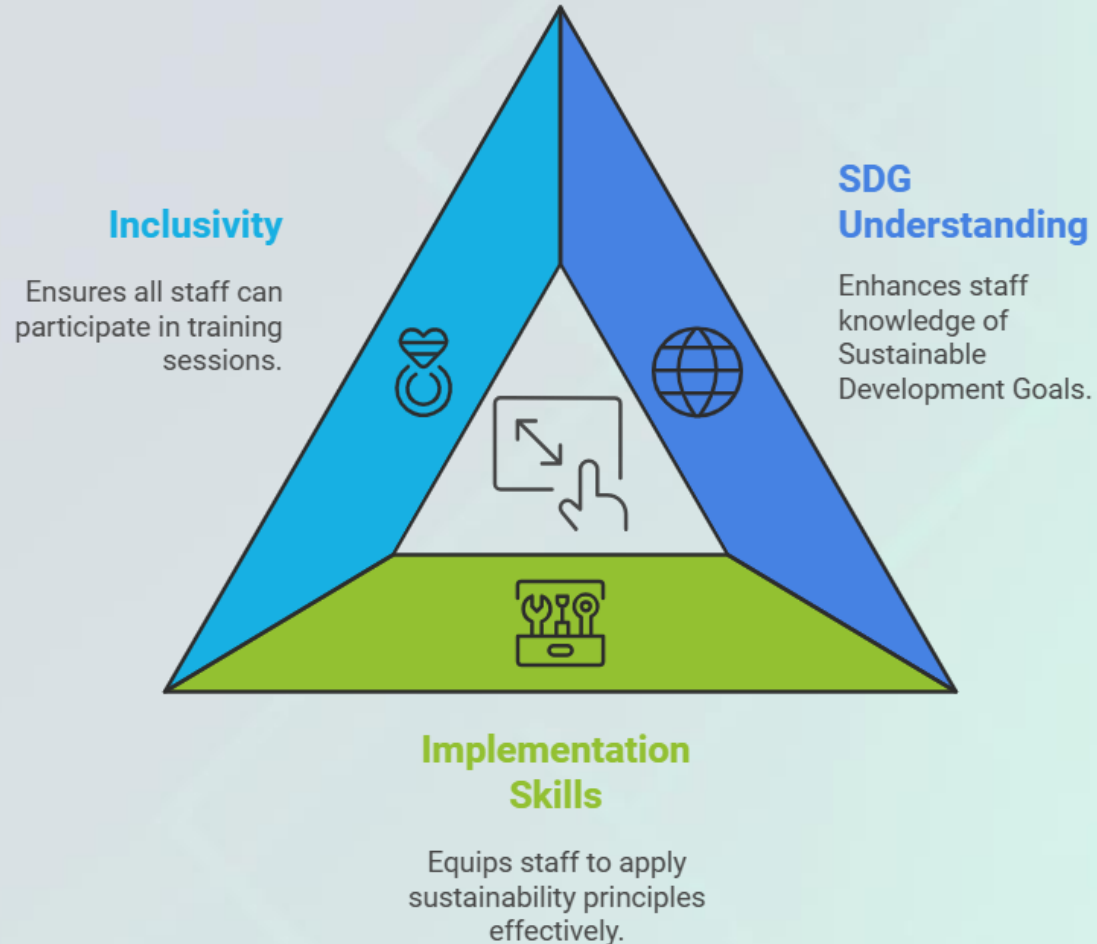 Inclusivity
Ensures all staff can
participate in training
sessions.
SDG
Understanding
Enhances staff
knowledge of
Sustainable
Development Goals.
Implementation
Skills
Equips staff to apply
sustainability principles
effectively.